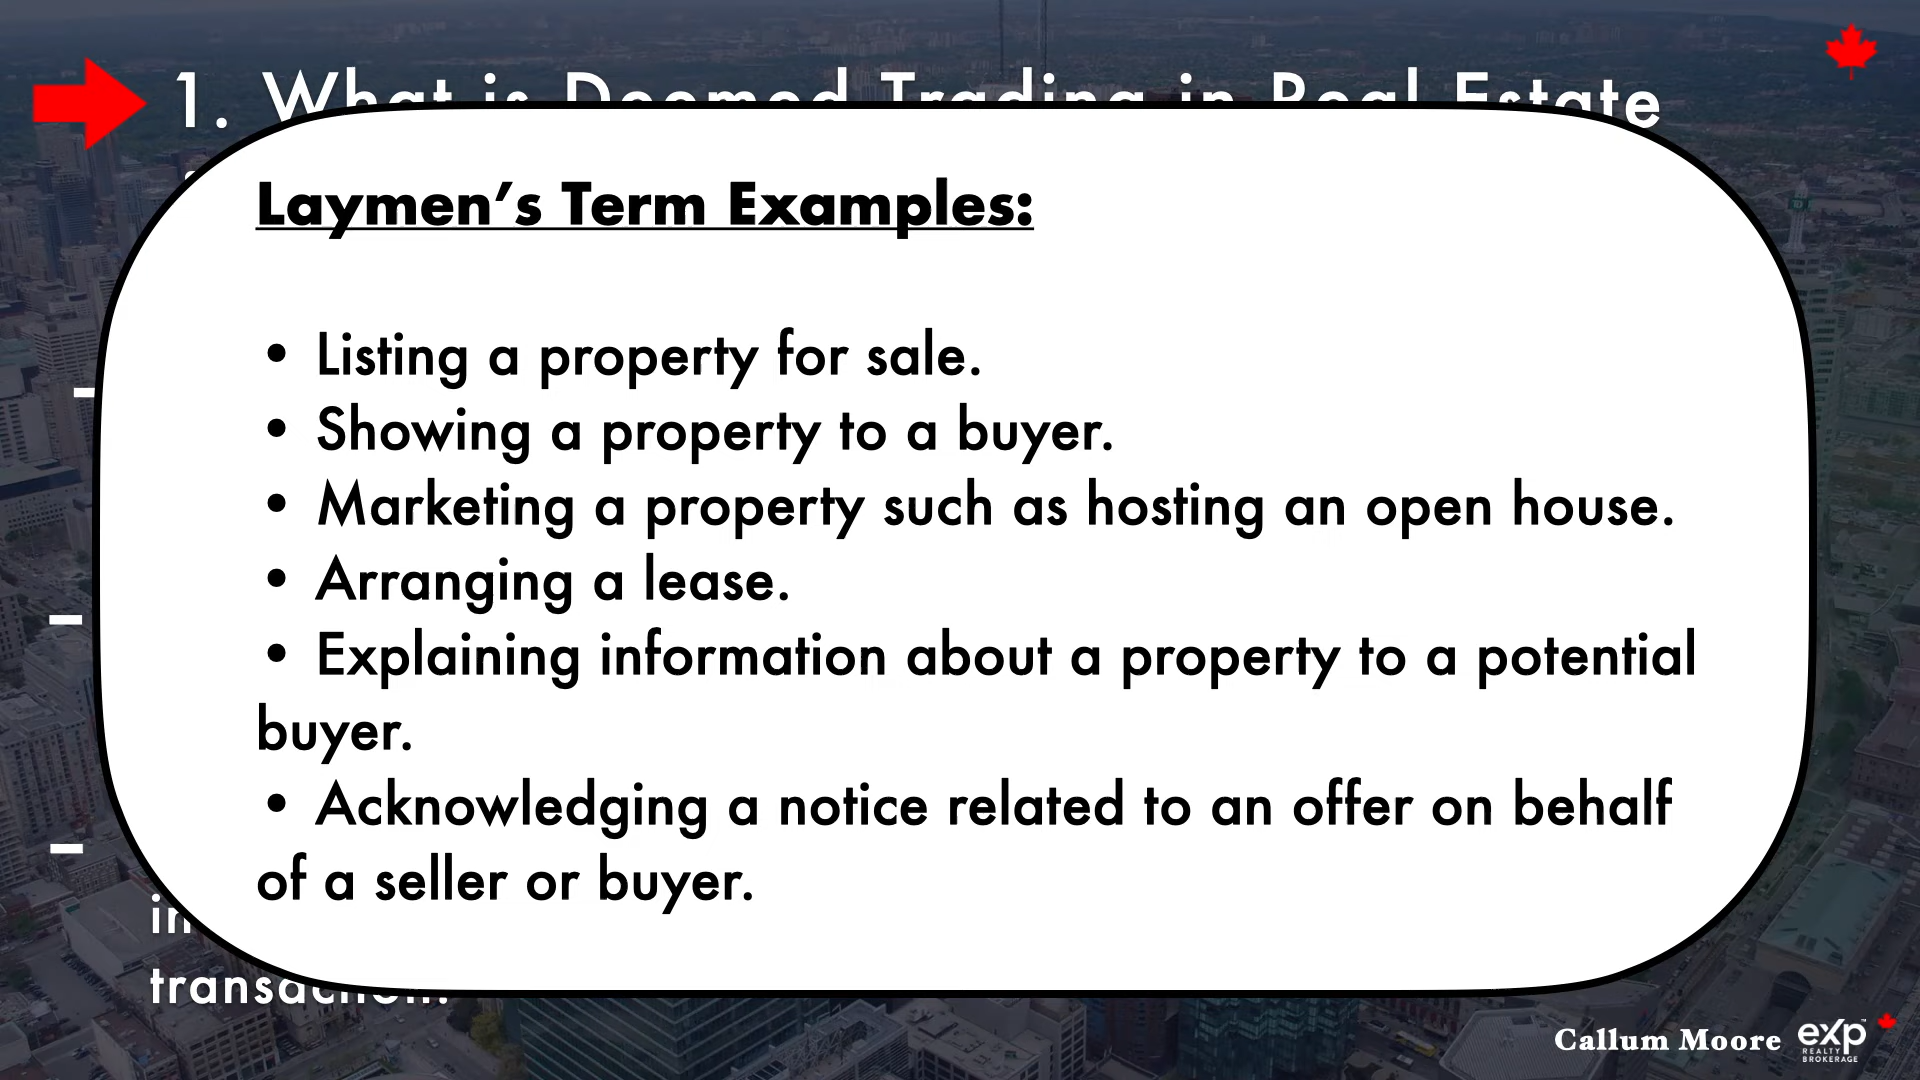 1. What is Deemed Trading in Real Estate
Laymen’s Term Examples:
• Listing a property for sale.
• Showing a property to a buyer.
• Marketing a property such as hosting an open house.
• Arranging a lease.
• Explaining information about a property to a potential
buyer.
• Acknowledging a notice related to an offer on behalf
of a seller or buyer.
-
-
-
transaction.
Callum Moore eXp
REALTY
BROKERAGE